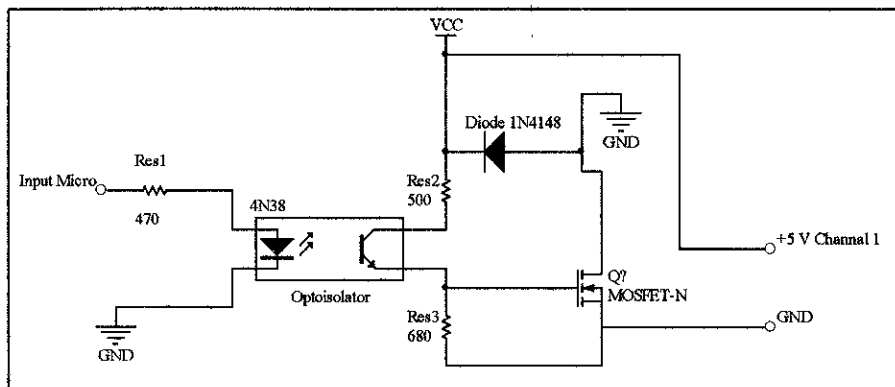 VCC
Diode 1N4148
GND
Res1
Input Micro
470
4N38
Res2
500
+5 V Channel 1
Optoisolator
Q?
MOSFET-N
Res3
680
GND
GND